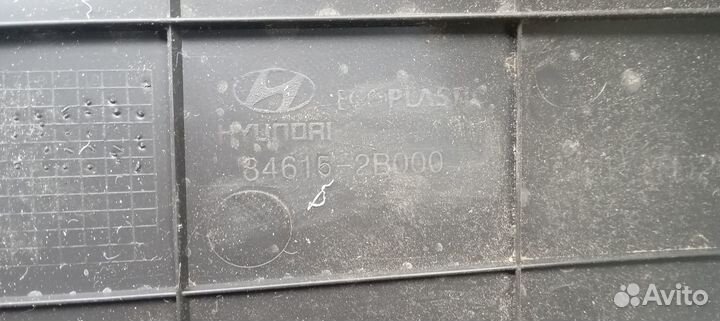 ECOPLASTIC
HYUNDAI
84615-2B000
Avito